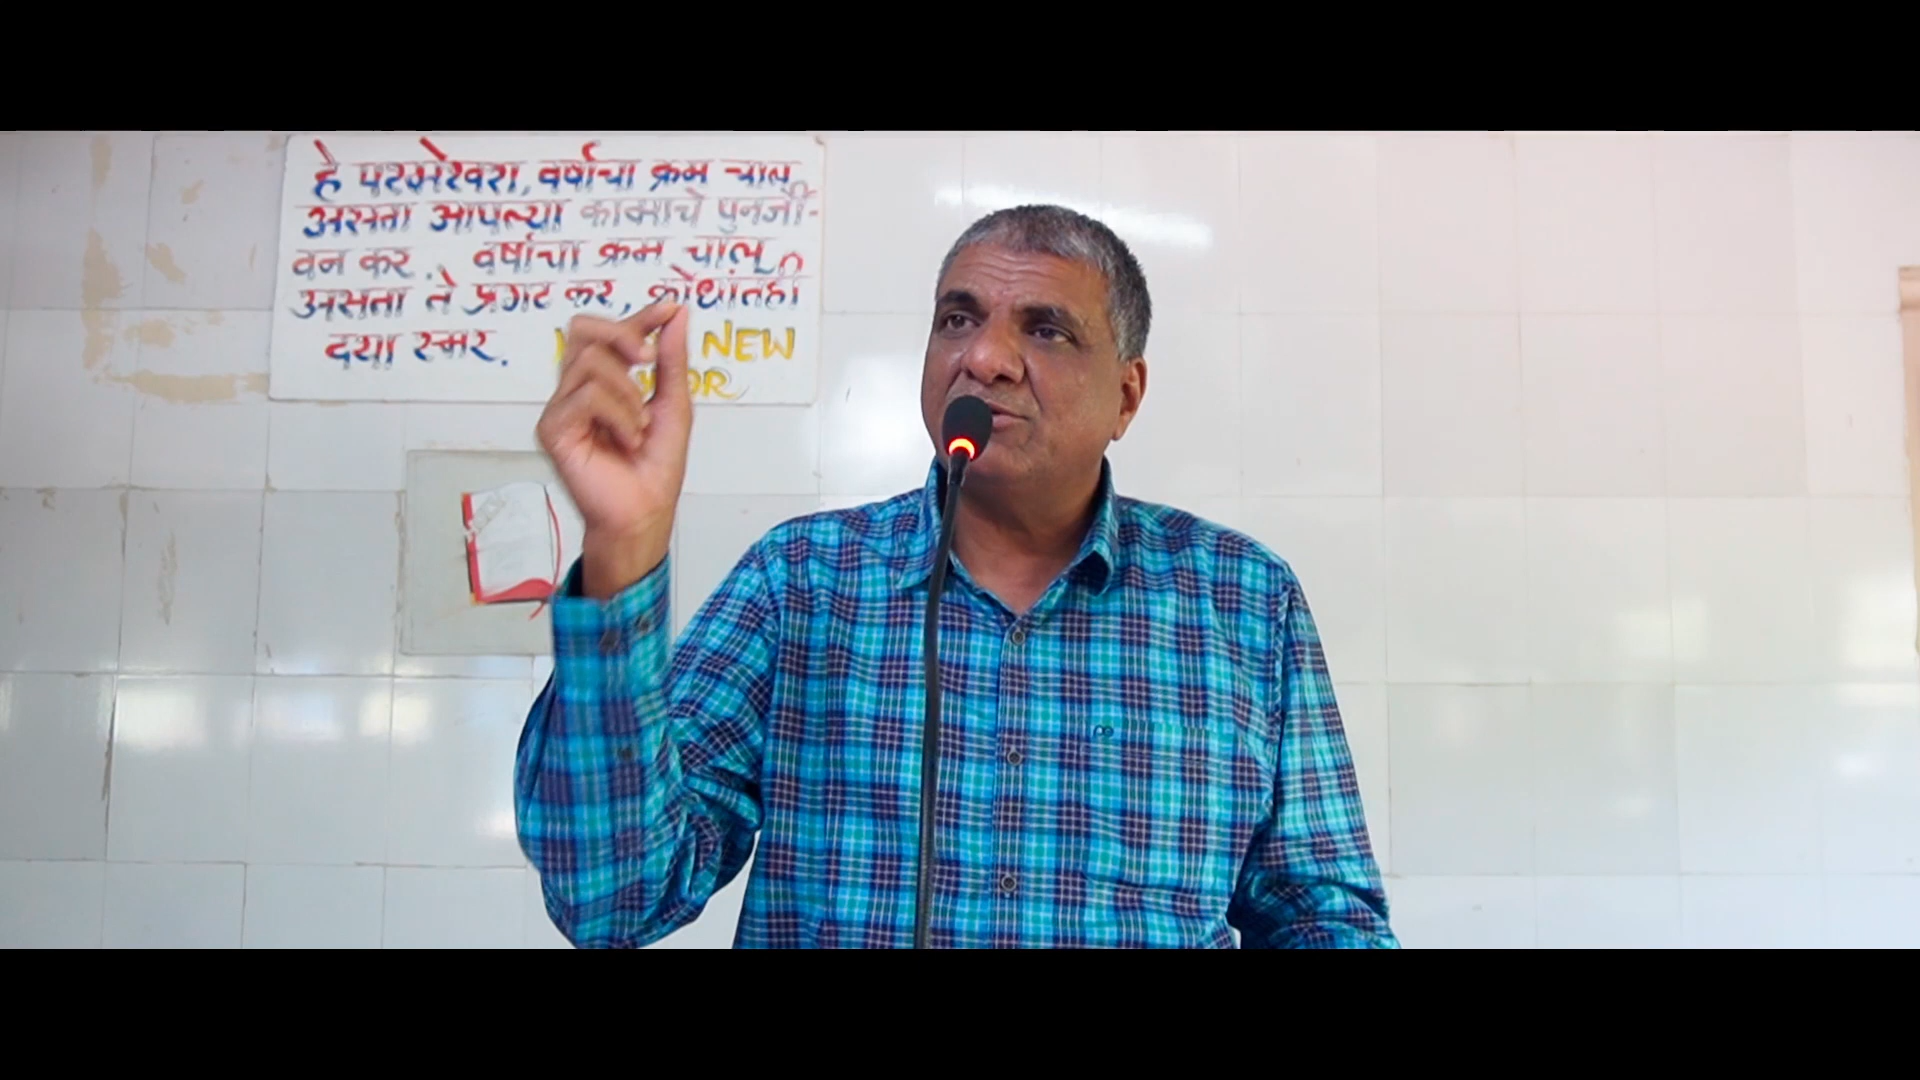 हे परमेश्वरा, वर्षाचा क्रम चालू
असता आपल्या कामाचे पुनर्जी-
वन कर. वर्षाचा क्रम चालू
असता ते प्रगट कर, क्रोधांतही
दया स्मर. NEW